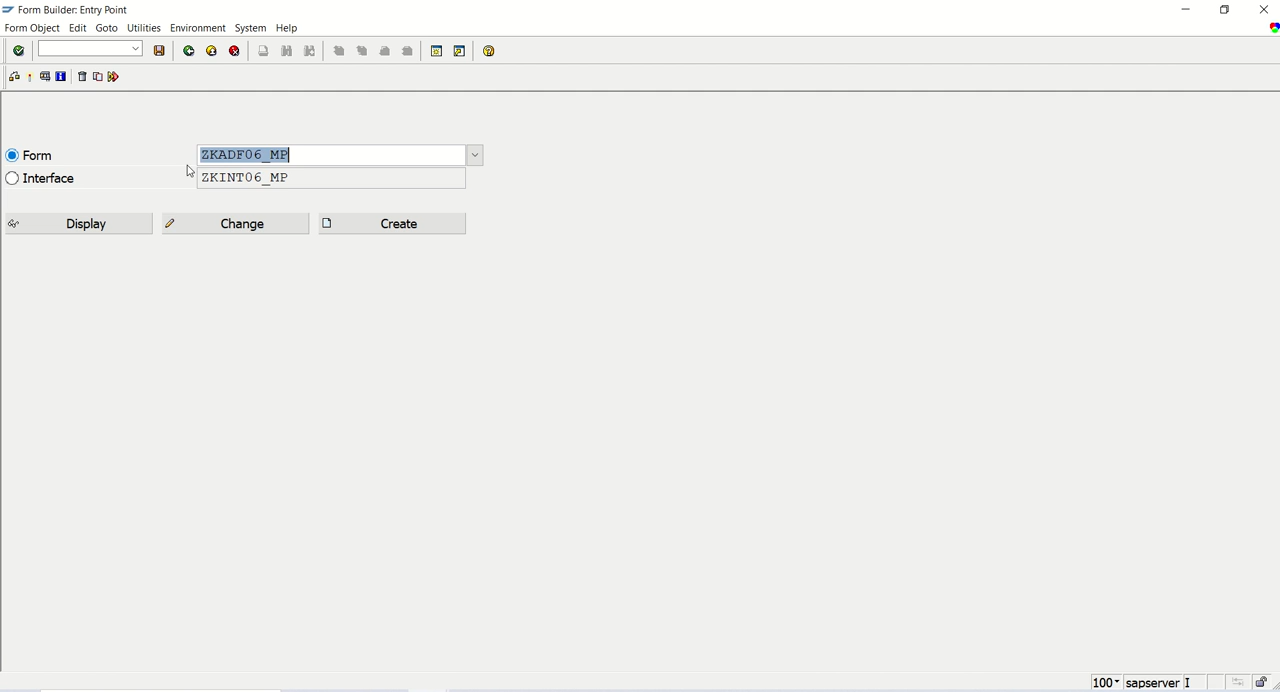 Form Builder: Entry Point
Form Object Edit Goto Utilities Environment System Help
Form ZKADF06_MP
Interface ZKINT06_MP
Display Change Create
100 sapserver